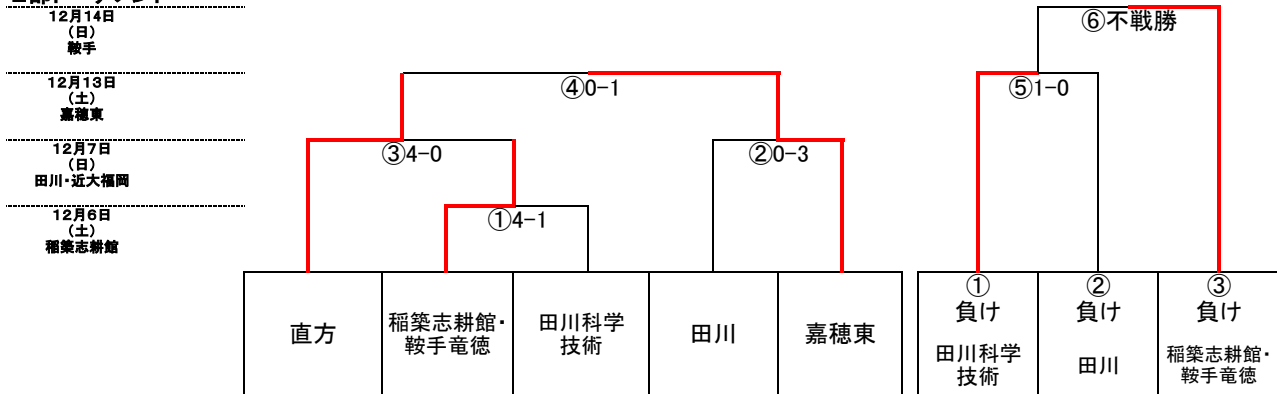 12月14日
(日)
鞍手
⑥不戦勝
12月13日
(土)
嘉穂東
④0-1
⑤1-0
12月7日
(日)
田川・近大福岡
③4-0
②0-3
12月6日
(土)
稲築志耕館
①4-1
直方
稲築志耕館・
鞍手竜徳
田川科学
技術
田川
嘉穂東
①
負け
田川科学
技術
②
負け
田川
③
負け
稲築志耕館・
鞍手竜徳